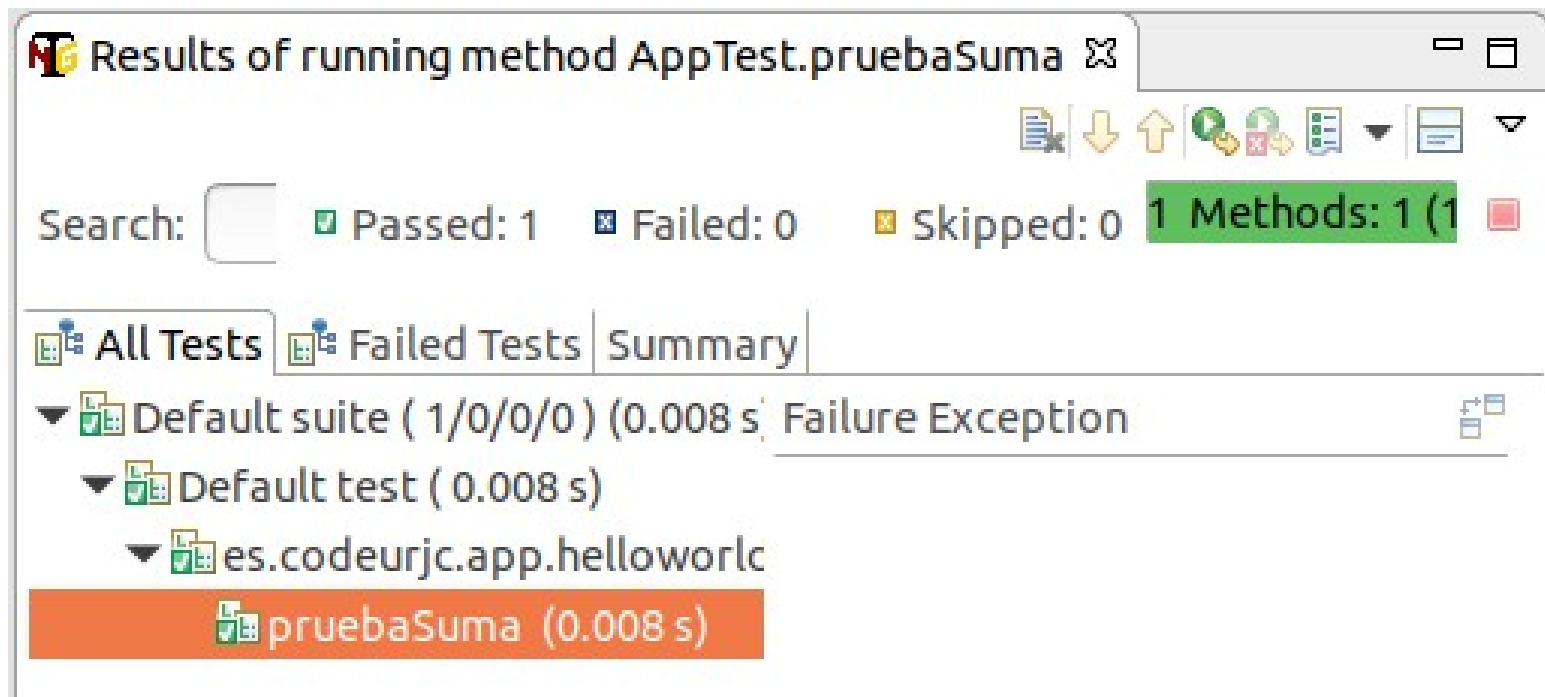 Results of running method AppTest.pruebaSuma
Search: Passed: 1 Failed: 0 Skipped: 0 1 Methods: 1 (1
All Tests Failed Tests Summary
Default suite ( 1/0/0/0 ) (0.008 s Failure Exception
Default test ( 0.008 s)
es.codeurjc.app.helloworlc
pruebaSuma (0.008 s)